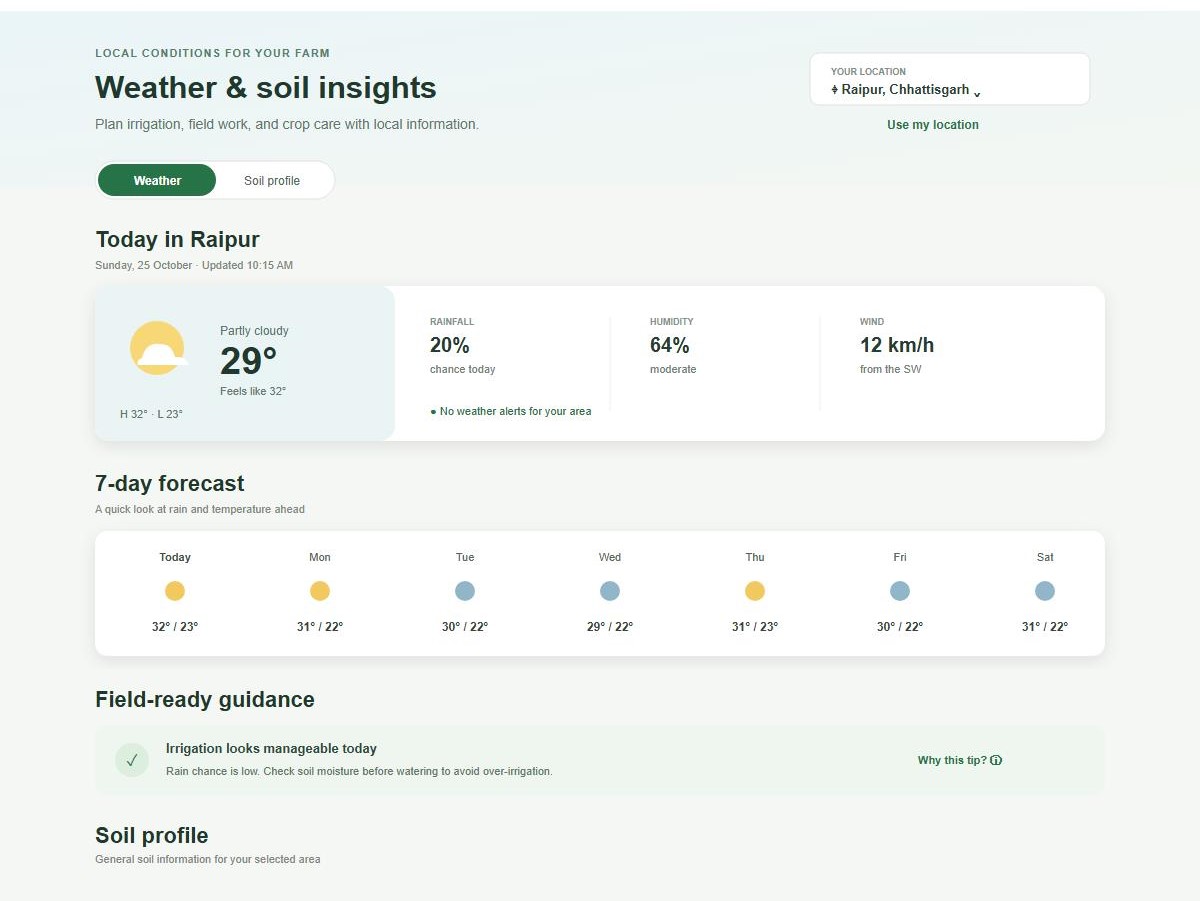 LOCAL CONDITIONS FOR YOUR FARM
Weather & soil insights
Plan irrigation, field work, and crop care with local information.
YOUR LOCATION
Raipur, Chhattisgarh
Use my location
Weather
Soil profile
Today in Raipur
Sunday, 25 October · Updated 10:15 AM
Partly cloudy
29°
Feels like 32°
H 32° · L 23°
RAINFALL
20%
chance today
HUMIDITY
64%
moderate
WIND
12 km/h
from the SW
● No weather alerts for your area
7-day forecast
A quick look at rain and temperature ahead
Today Mon Tue Wed Thu Fri Sat
32° / 23° 31° / 22° 30° / 22° 29° / 22° 31° / 23° 30° / 22° 31° / 22°
Field-ready guidance
✓ Irrigation looks manageable today
Rain chance is low. Check soil moisture before watering to avoid over-irrigation.
Why this tip? ⓘ
Soil profile
General soil information for your selected area